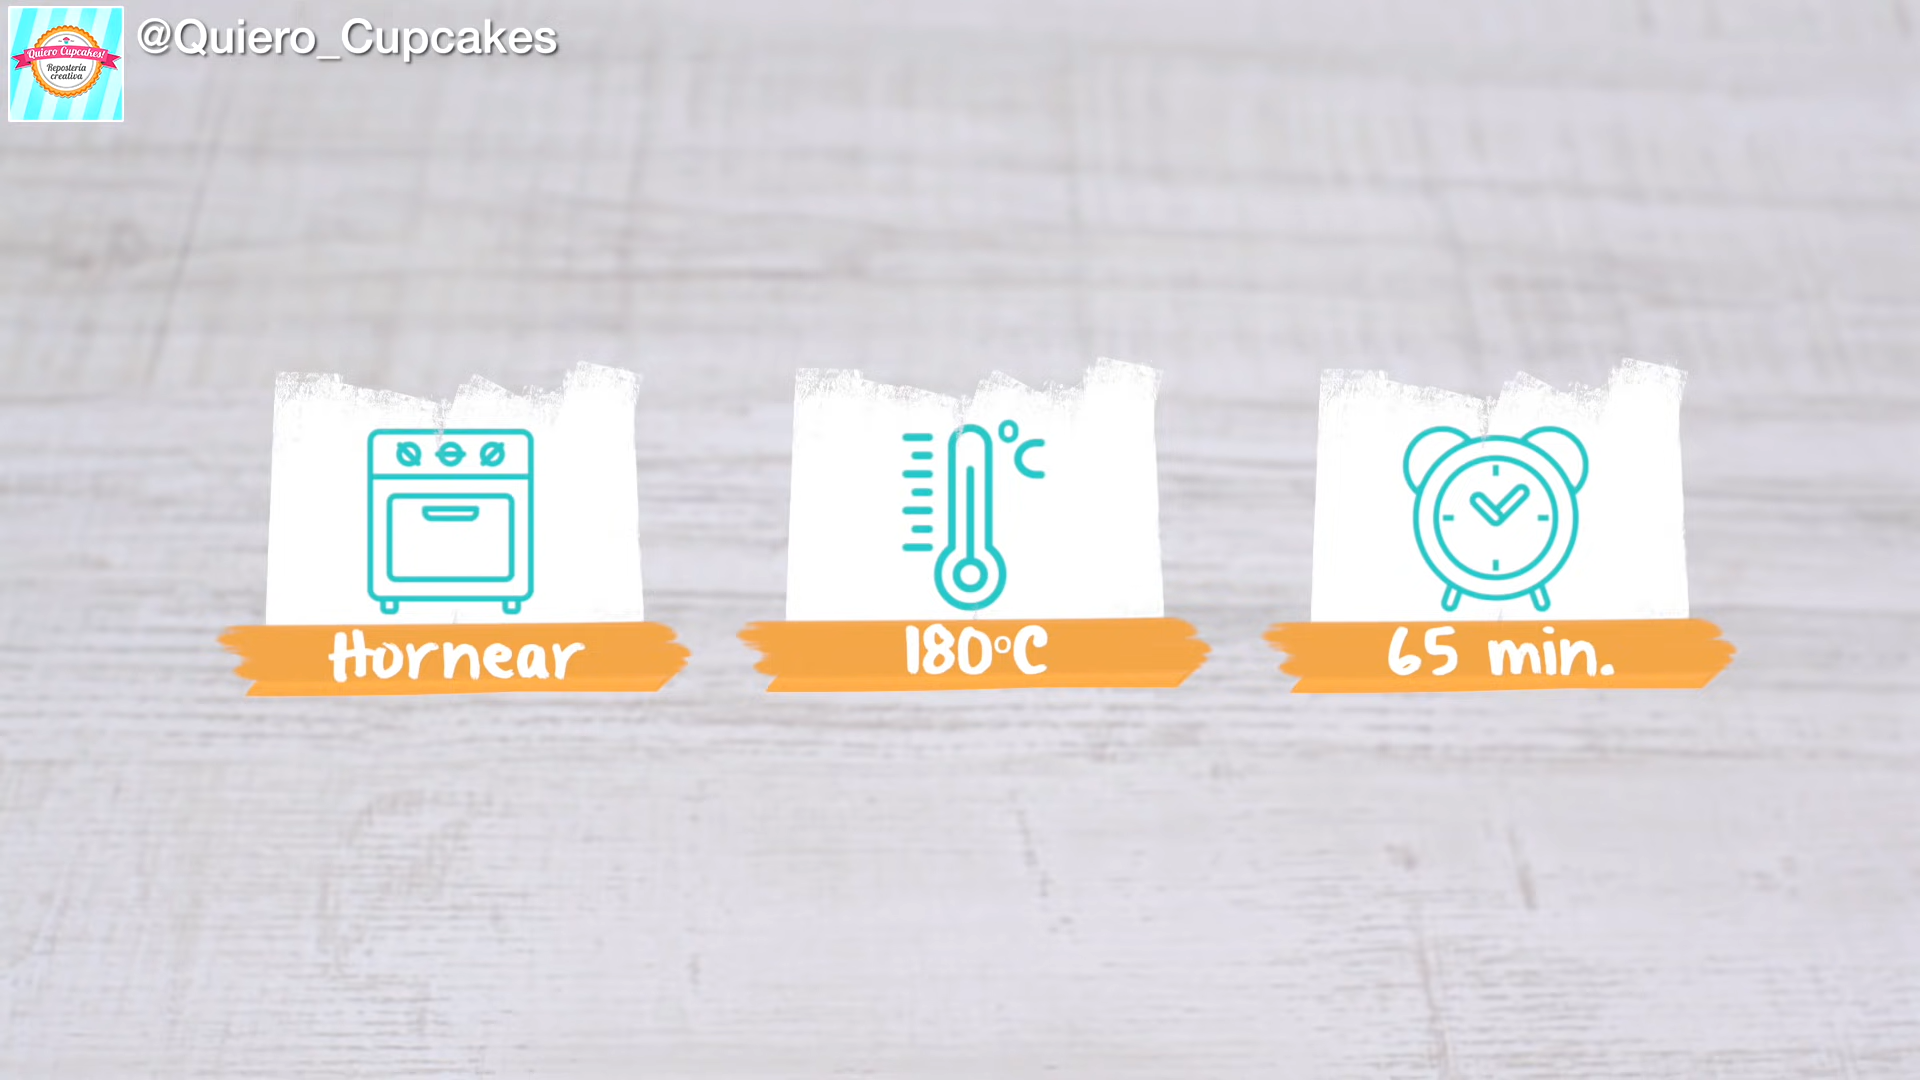 Quiero Cupcakes!
Repostería
creativa
@Quiero_Cupcakes
°C
Hornear
180°C
65 min.